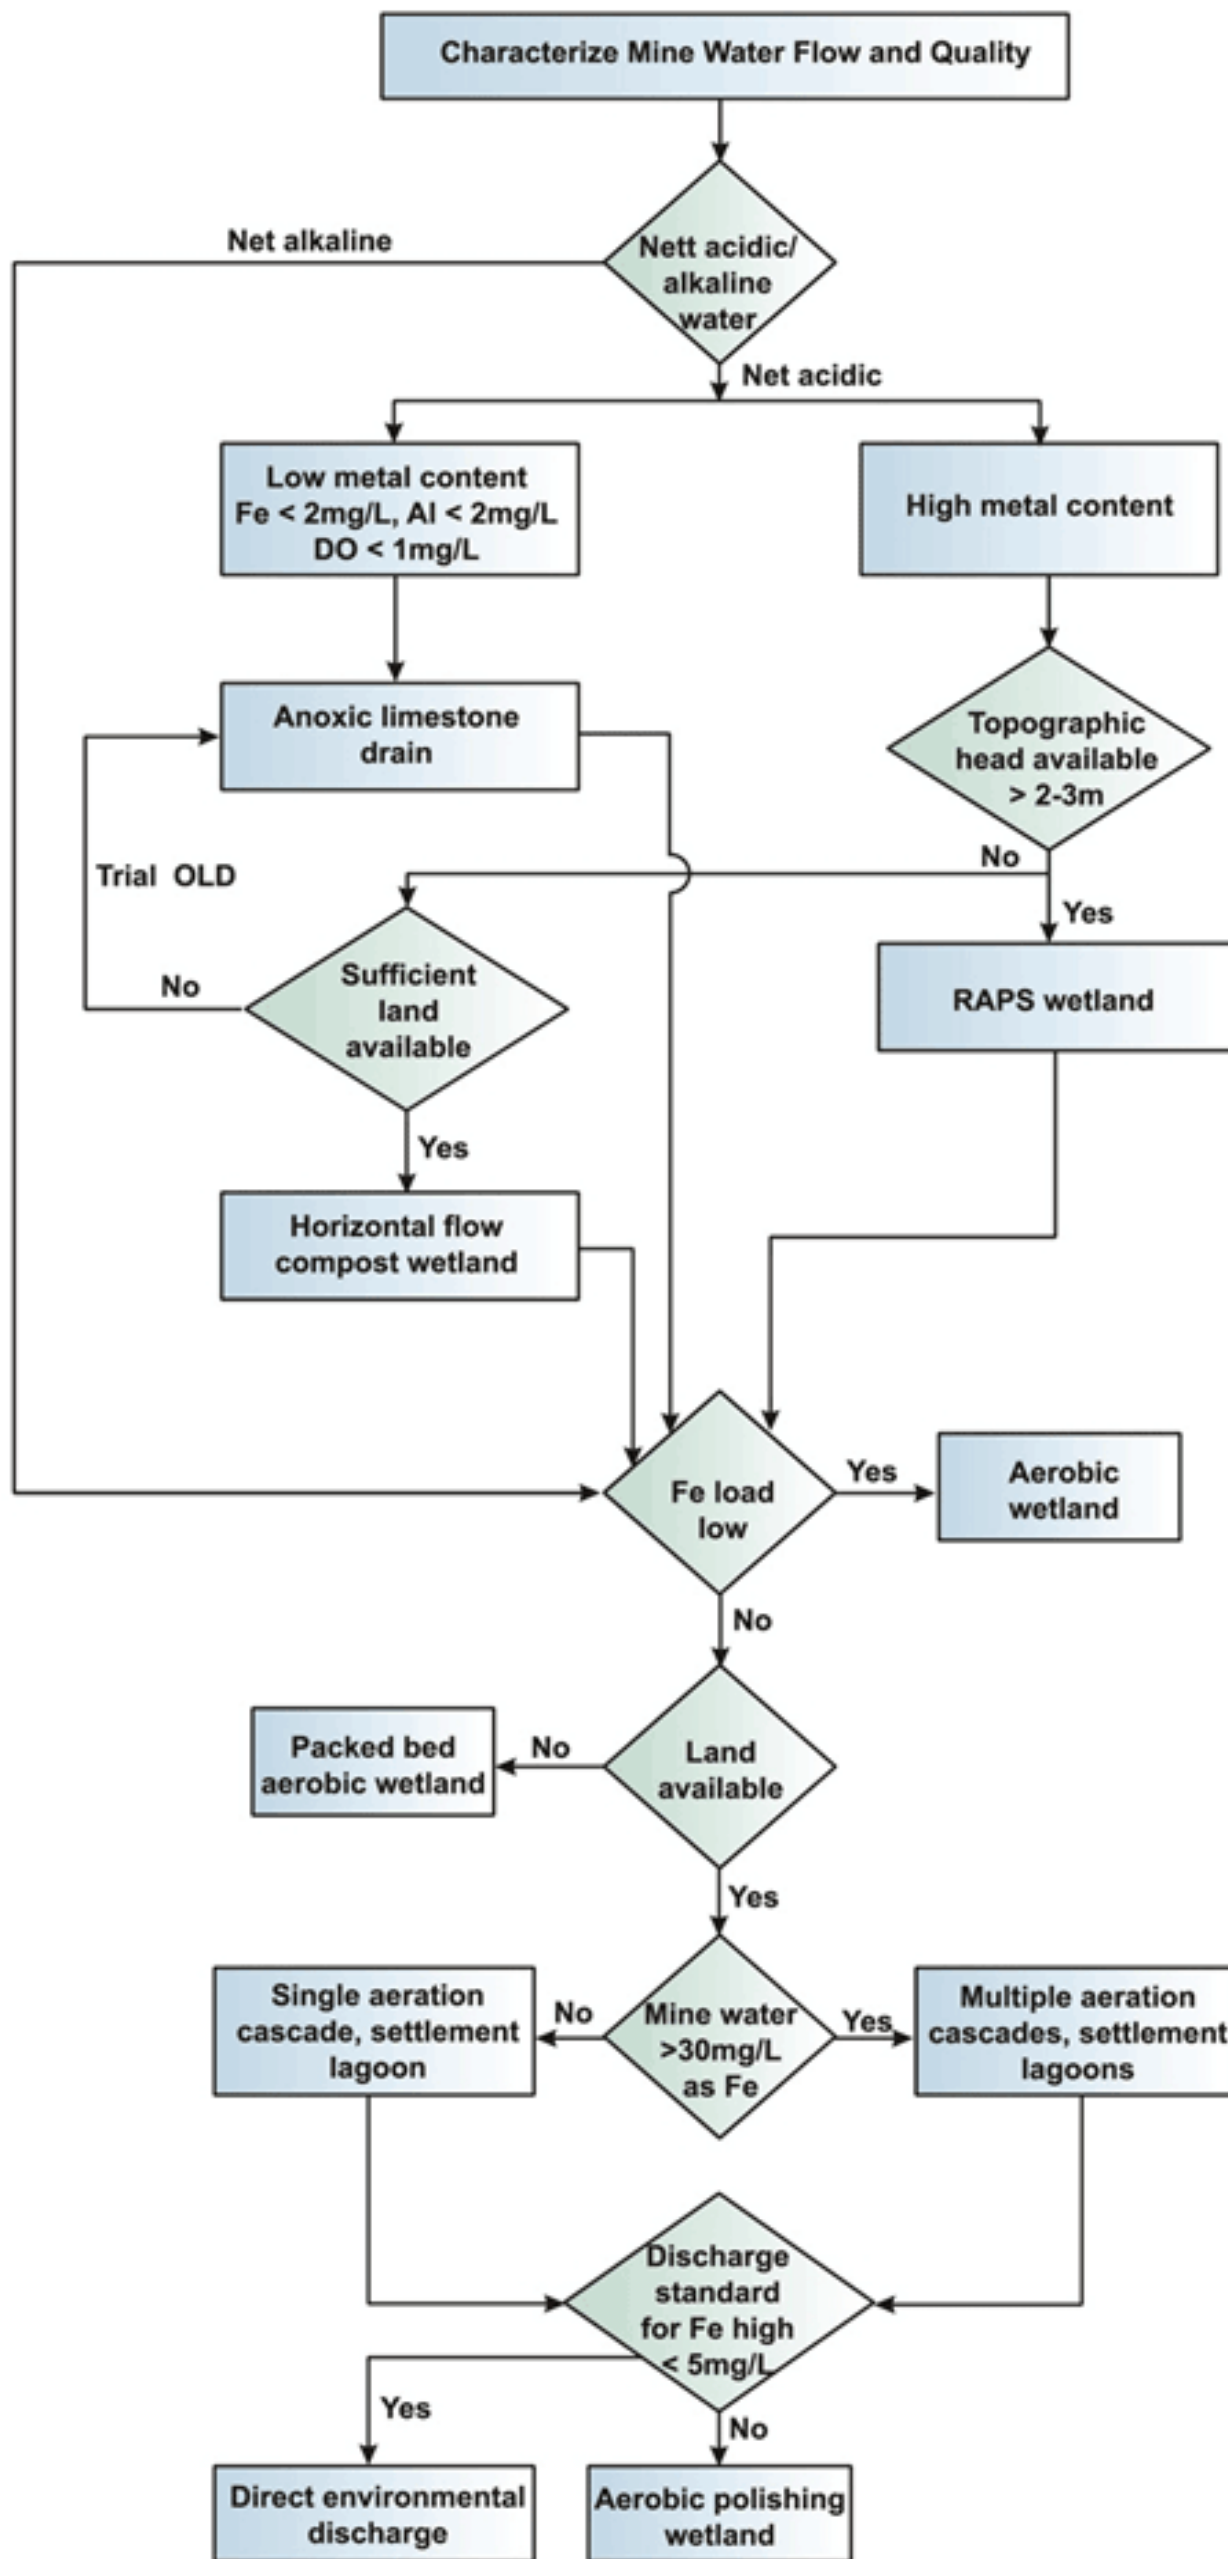 Characterize Mine Water Flow and Quality
Net alkaline
Nett acidic/
alkaline
water
Net acidic
Low metal content
Fe < 2mg/L, Al < 2mg/L
DO < 1mg/L
High metal content
Anoxic limestone
drain
Topographic
head available
> 2-3m
No
Trial OLD
Yes
Sufficient
land
available
No
RAPS wetland
Yes
Horizontal flow
compost wetland
Fe load
low
Yes
Aerobic
wetland
No
Packed bed
aerobic wetland
No
Land
available
Yes
Single aeration
cascade, settlement
lagoon
No
Mine water
>30mg/L
as Fe
Yes
Multiple aeration
cascades, settlement
lagoons
Discharge
standard
for Fe high
< 5mg/L
Yes
No
Direct environmental
discharge
Aerobic polishing
wetland